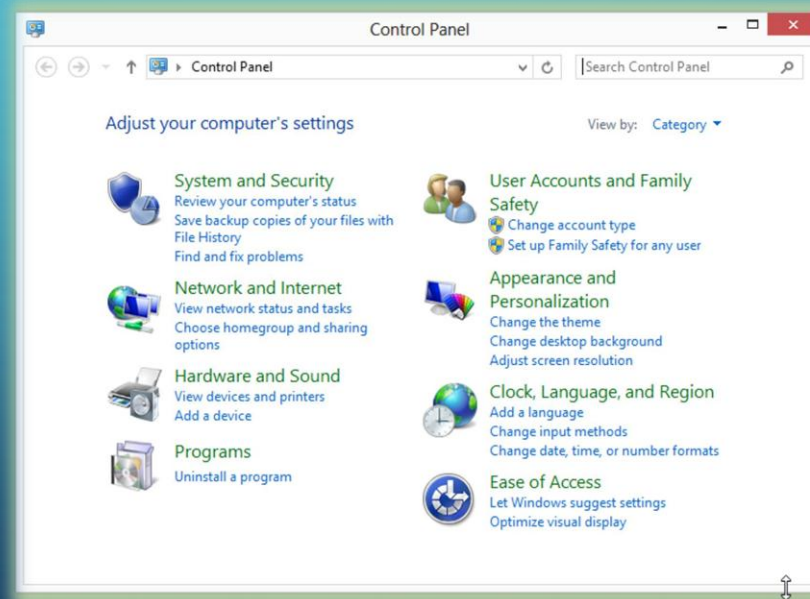 Control Panel
Control Panel
Search Control Panel
Adjust your computer's settings
View by: Category
System and Security
Review your computer's status
Save backup copies of your files with
File History
Find and fix problems
Network and Internet
View network status and tasks
Choose homegroup and sharing
options
Hardware and Sound
View devices and printers
Add a device
Programs
Uninstall a program
User Accounts and Family
Safety
Change account type
Set up Family Safety for any user
Appearance and
Personalization
Change the theme
Change desktop background
Adjust screen resolution
Clock, Language, and Region
Add a language
Change input methods
Change date, time, or number formats
Ease of Access
Let Windows suggest settings
Optimize visual display